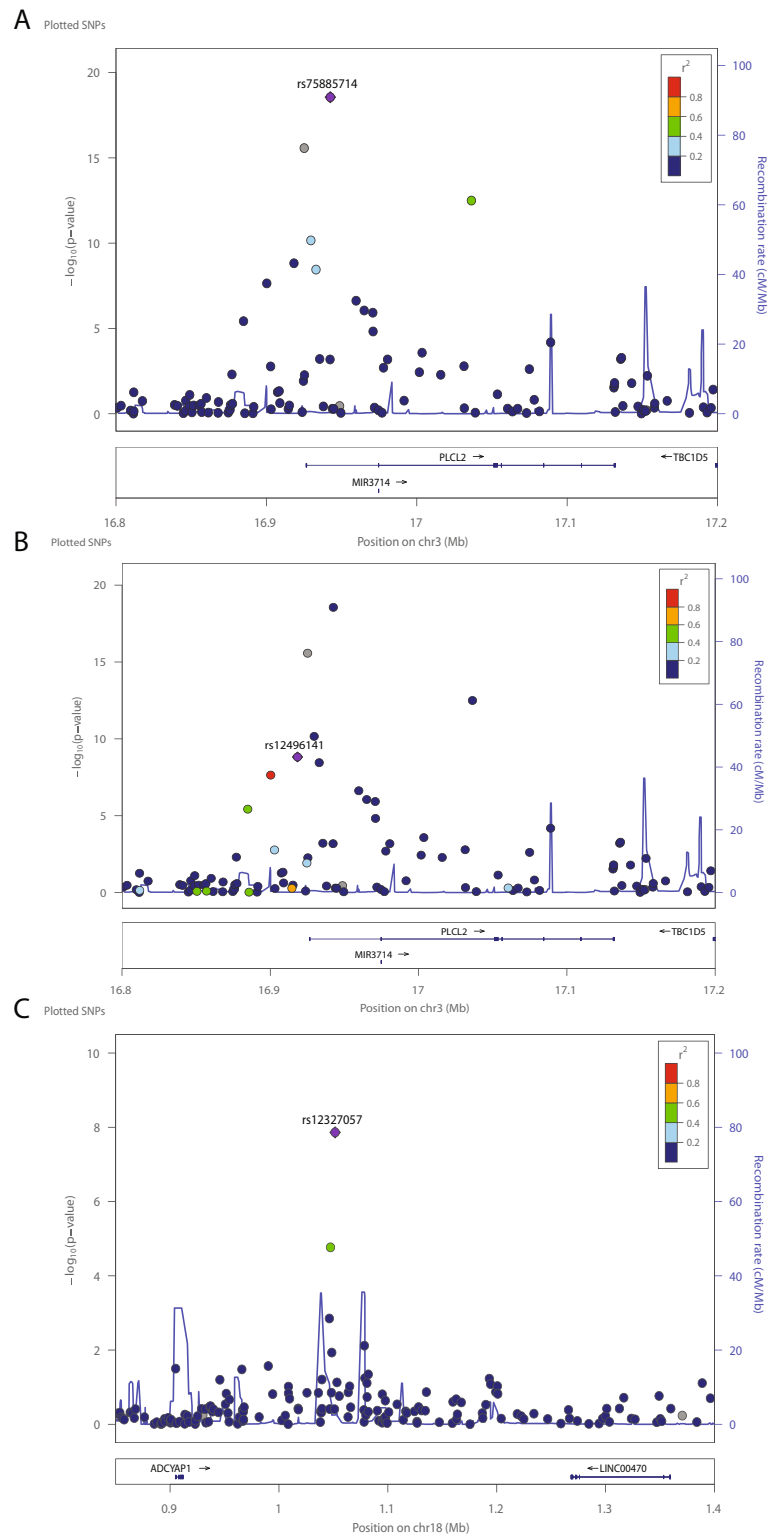 A
Plotted SNPs
rs75885714
r²
0.8
0.6
0.4
0.2
20
15
10
5
0
−log10(p−value)
100
80
60
40
20
0
Recombination rate (cM/Mb)
PLCL2 →
←TBC1D5
MIR3714 →
16.8 16.9 17 17.1 17.2
Position on chr3 (Mb)
B
Plotted SNPs
rs12496141
r²
0.8
0.6
0.4
0.2
20
15
10
5
0
−log10(p−value)
100
80
60
40
20
0
Recombination rate (cM/Mb)
PLCL2 →
←TBC1D5
MIR3714 →
16.8 16.9 17 17.1 17.2
Position on chr3 (Mb)
C
Plotted SNPs
rs12327057
r²
0.8
0.6
0.4
0.2
10
8
6
4
2
0
−log10(p−value)
100
80
60
40
20
0
Recombination rate (cM/Mb)
ADCYAP1 →
←LINC00470
0.9 1 1.1 1.2 1.3 1.4
Position on chr18 (Mb)